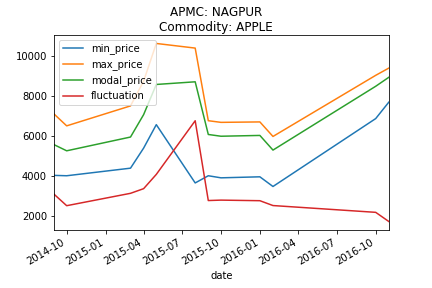 APMC: NAGPUR
Commodity: APPLE
min_price
max_price
modal_price
fluctuation
10000
8000
6000
4000
2000
2014-10
2015-01
2015-04
2015-07
2015-10
2016-01
2016-04
2016-07
2016-10
date